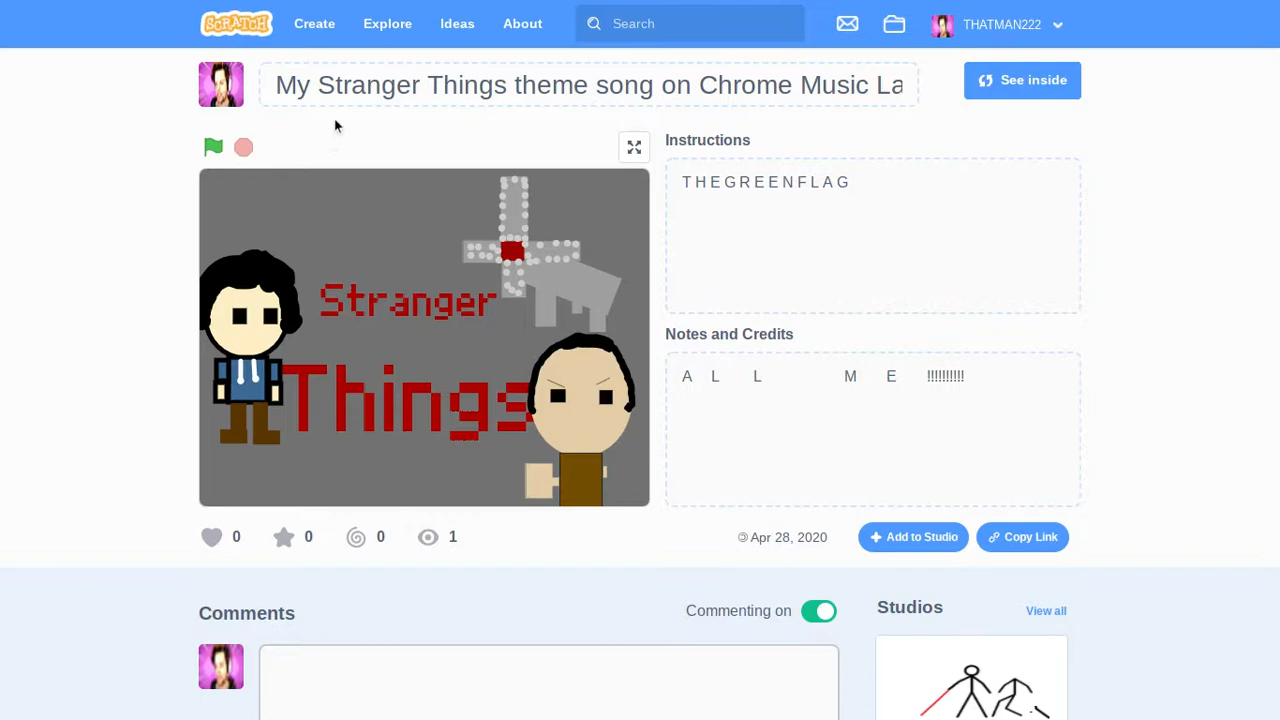 SCRATCH Create Explore Ideas About Search THATMAN222
My Stranger Things theme song on Chrome Music La
See inside
Instructions
T H E G R E E N F L A G
Stranger
Things
Notes and Credits
A L L M E !!!!!!!!!!
0 0 0 1
Apr 28, 2020
Add to Studio
Copy Link
Comments
Commenting on
Studios
View all